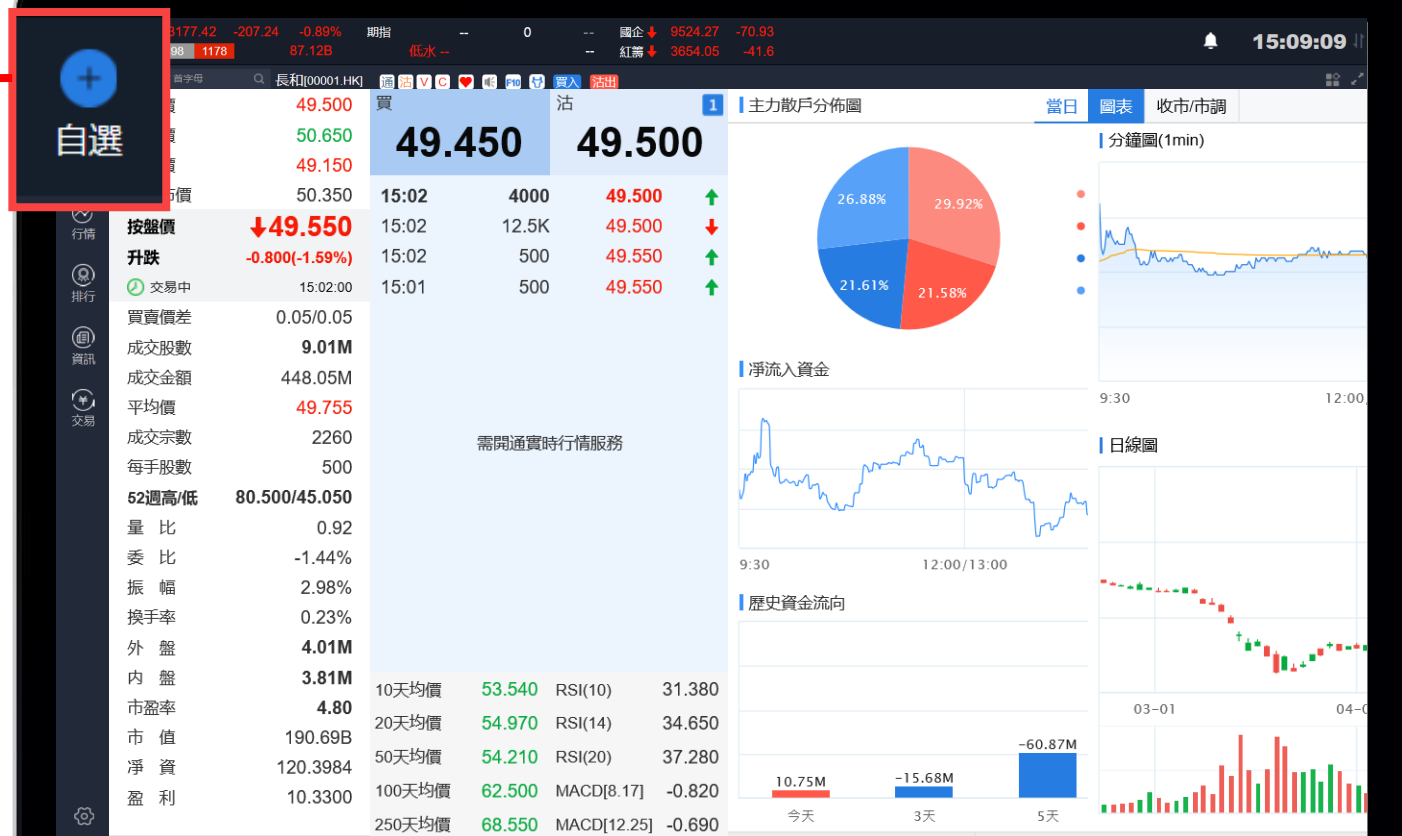 自選
3177.42 -207.24 -0.89% 期指 -- 0 -- 國企 9524.27 -70.93
98 1178 87.12B 低水 -- -- 紅籌 3654.05 -41.6
15:09:09
首字母 長和[00001.HK] 通 沽 V C F10 買入 沽出
49.500
50.650
49.150
價 50.350
按盤價 49.550
升跌 -0.800(-1.59%)
交易中 15:02:00
買賣價差 0.05/0.05
成交股數 9.01M
成交金額 448.05M
平均價 49.755
成交宗數 2260
每手股數 500
52週高/低 80.500/45.050
量 比 0.92
委 比 -1.44%
振 幅 2.98%
換手率 0.23%
外 盤 4.01M
內 盤 3.81M
市盈率 4.80
市 值 190.69B
淨 資 120.3984
盈 利 10.3300
行情
排行
資訊
交易
買 沽 1
49.450 49.500
15:02 4000 49.500
15:02 12.5K 49.500
15:02 500 49.550
15:01 500 49.550
需開通實時行情服務
10天均價 53.540 RSI(10) 31.380
20天均價 54.970 RSI(14) 34.650
50天均價 54.210 RSI(20) 37.280
100天均價 62.500 MACD[8.17] -0.820
250天均價 68.550 MACD[12.25] -0.690
主力散戶分佈圖 當日
26.88% 29.92%
21.61% 21.58%
淨流入資金
9:30 12:00/13:00
歷史資金流向
10.75M -15.68M -60.87M
今天 3天 5天
圖表 收市/市調
分鐘圖(1min)
9:30 12:00
日線圖
03-01 04-